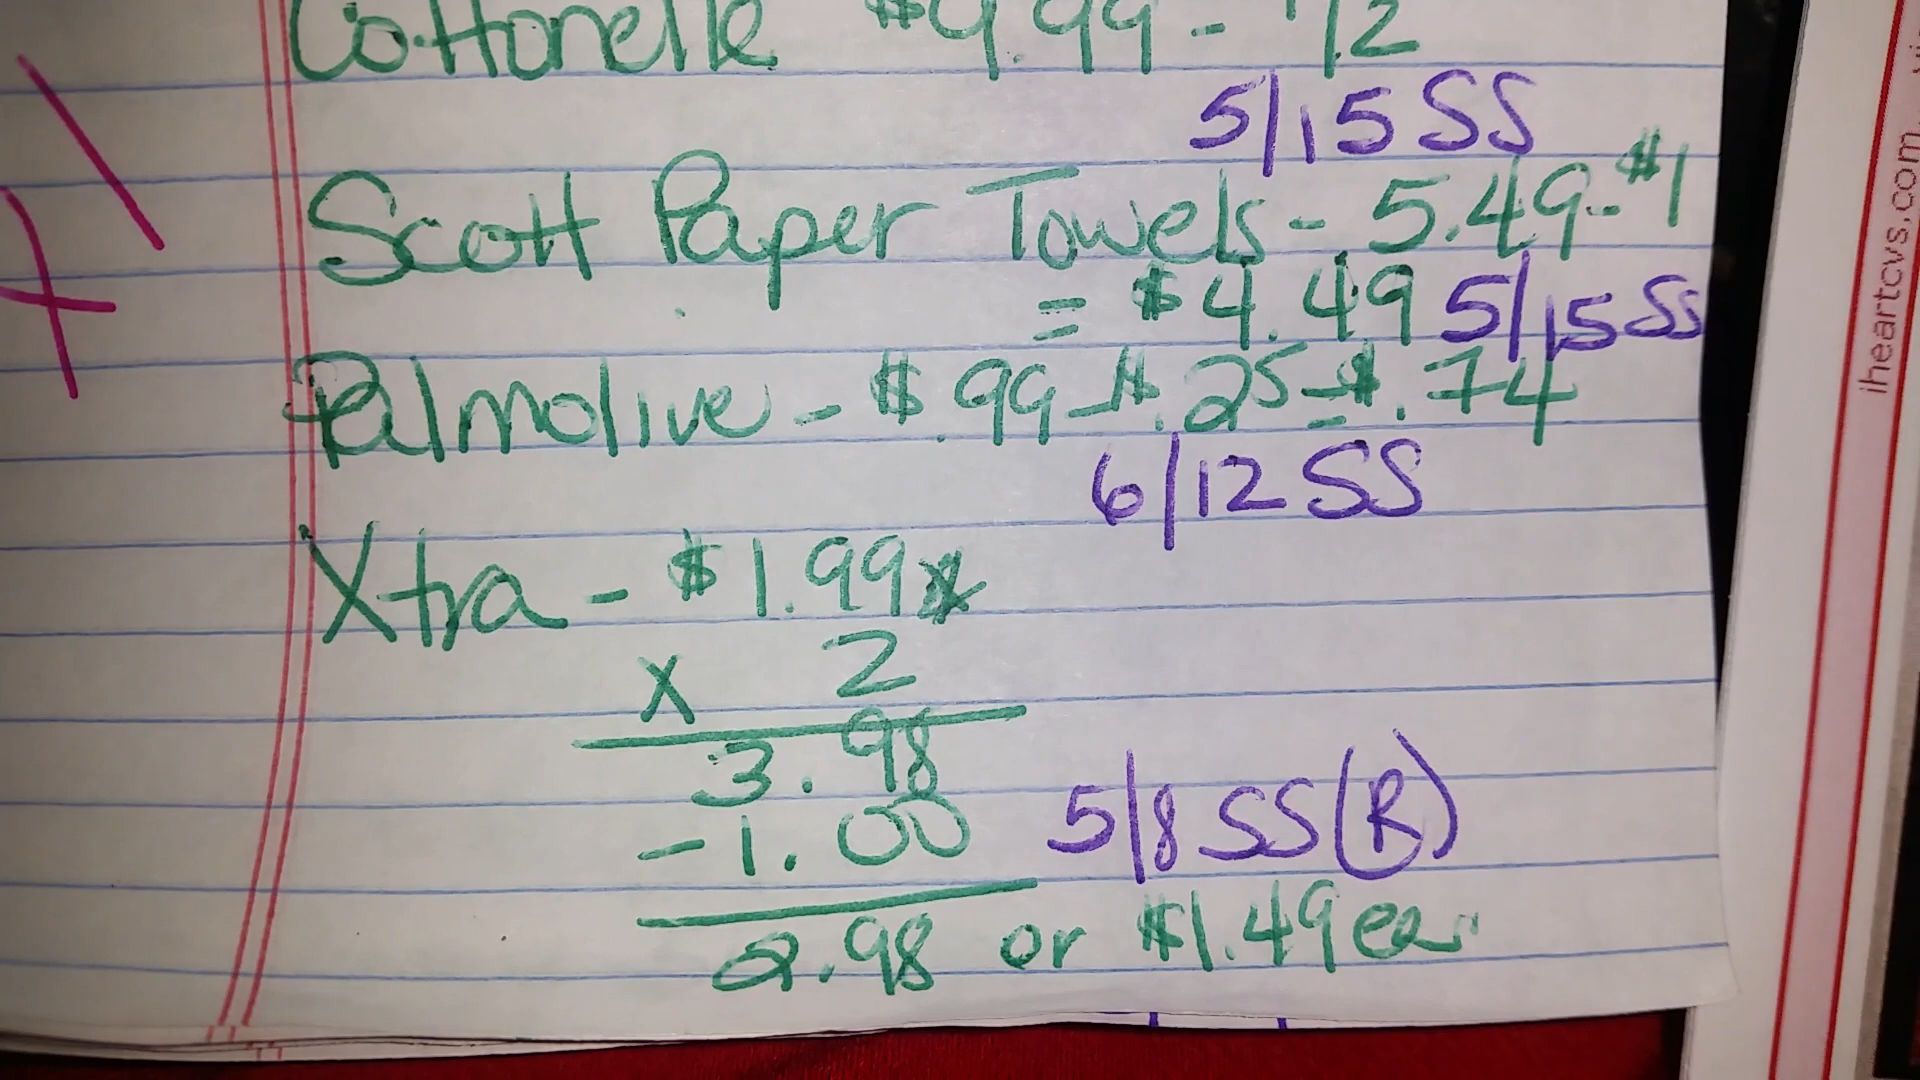 Cottonelle $4.99 - 1/2
5/15 SS
Scott Paper Towels - 5.49 - $1
= $4.49 5/15 SS
Palmolive - $.99 - $.25 = $.74
6/12 SS
Xtra - $1.99
x 2
3.98
-1.00 5/8 SS (R)
2.98 or $1.49 ea
iheartcvs.com